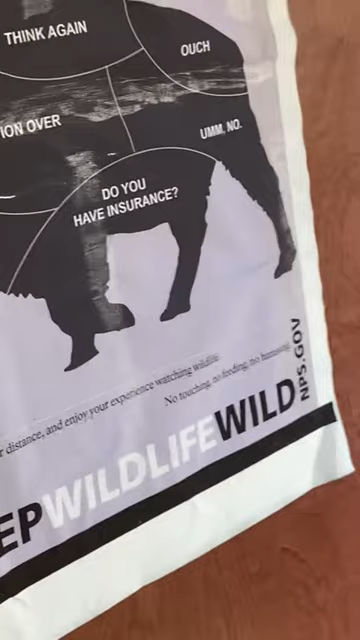 THINK AGAIN
OUCH
ION OVER
UMM, NO.
DO YOU
HAVE INSURANCE?
r distance, and enjoy your experience watching wildlife
No touching, no feeding, no harassing.
EPWILDLIFEWILD
NPS.GOV